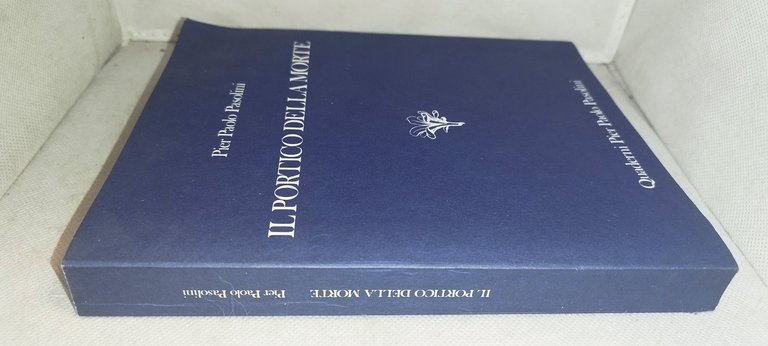 Pier Paolo Pasolini
IL PORTICO DELLA MORTE
Quaderni Pier Paolo Pasolini
Pier Paolo Pasolini IL PORTICO DELLA MORTE